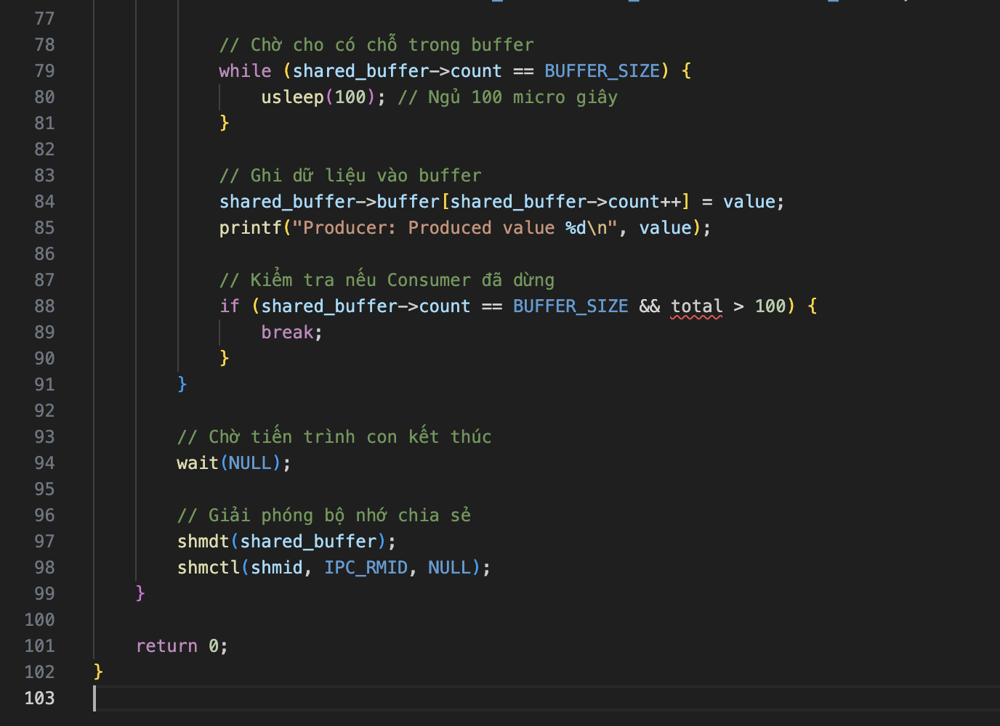 77
78 // Chờ cho có chỗ trong buffer
79 while (shared_buffer->count == BUFFER_SIZE) {
80 usleep(100); // Ngủ 100 micro giây
81 }
82
83 // Ghi dữ liệu vào buffer
84 shared_buffer->buffer[shared_buffer->count++] = value;
85 printf("Producer: Produced value %d\n", value);
86
87 // Kiểm tra nếu Consumer đã dừng
88 if (shared_buffer->count == BUFFER_SIZE && total > 100) {
89 break;
90 }
91 }
92
93 // Chờ tiến trình con kết thúc
94 wait(NULL);
95
96 // Giải phóng bộ nhớ chia sẻ
97 shmdt(shared_buffer);
98 shmctl(shmid, IPC_RMID, NULL);
99 }
100
101 return 0;
102 }
103